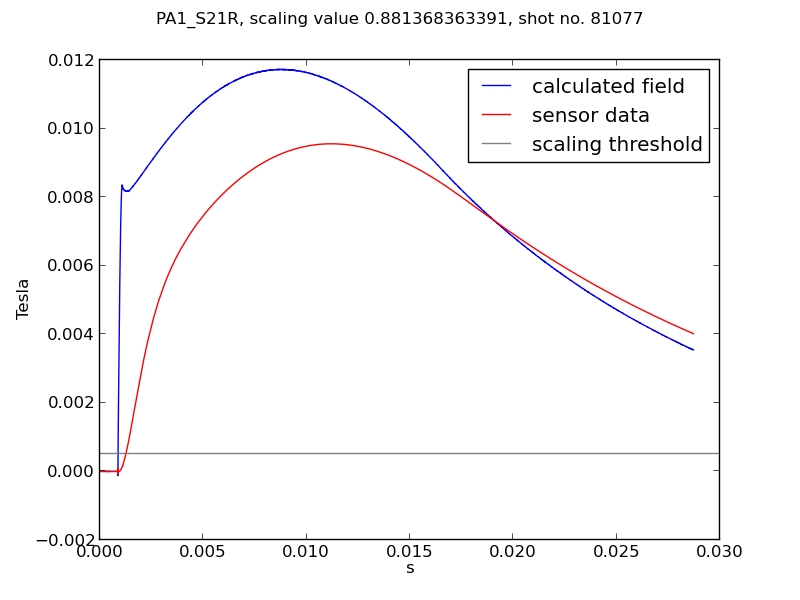 PA1_S21R, scaling value 0.881368363391, shot no. 81077
0.012
0.010
0.008
0.006
0.004
0.002
0.000
−0.002
Tesla
calculated field
sensor data
scaling threshold
0.000 0.005 0.010 0.015 0.020 0.025 0.030
s